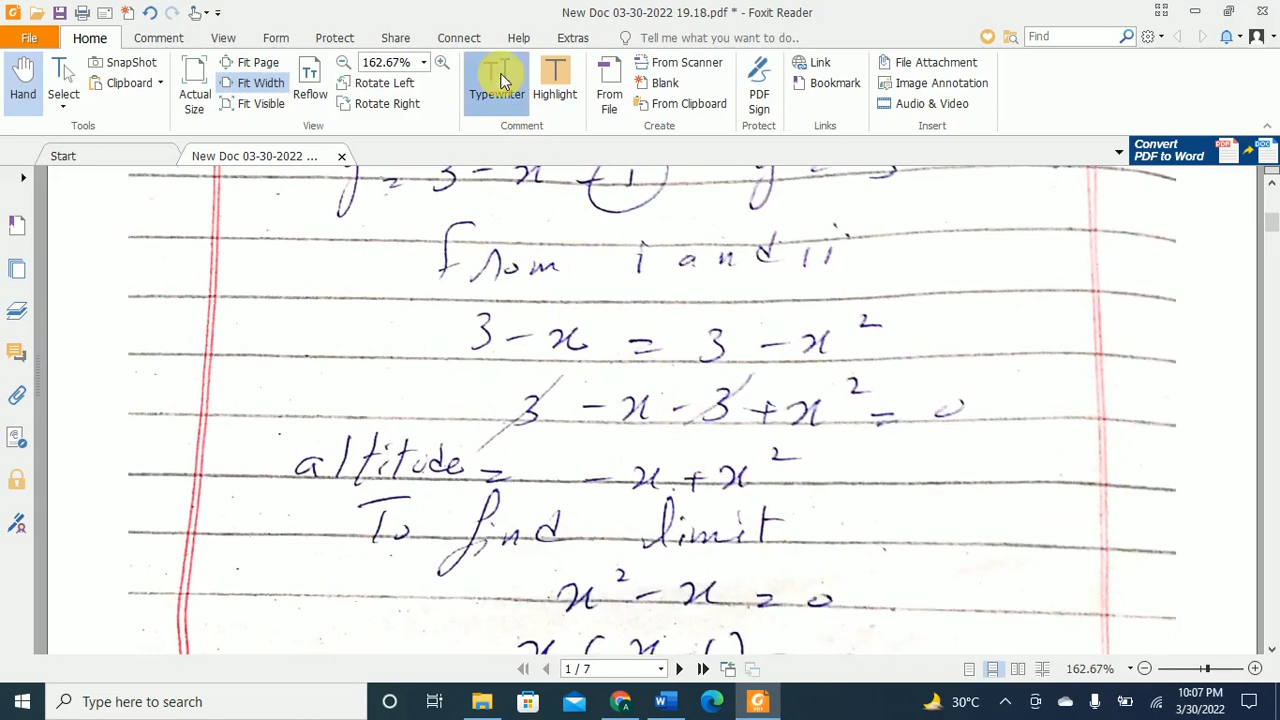 New Doc 03-30-2022 19.18.pdf * - Foxit Reader
File Home Comment View Form Protect Share Connect Help Extras Tell me what you want to do.. Find
Hand Select SnapShot Clipboard Actual Size Fit Page Fit Width Fit Visible Reflow 162.67% Rotate Left Rotate Right Typewriter Highlight From File From Scanner Blank From Clipboard PDF Sign Link Bookmark File Attachment Image Annotation Audio & Video
Tools View Comment Create Protect Links Insert
Start New Doc 03-30-2022 ... Convert PDF to Word
y = 3 - x - (1) y = 3
from i and ii
3 - x = 3 - x²
3 - x - 3 + x² = 0
altitude = - x + x²
To find limit
x² - x = 0
1 / 7 162.67%
Type here to search 30°C 10:07 PM
3/30/2022